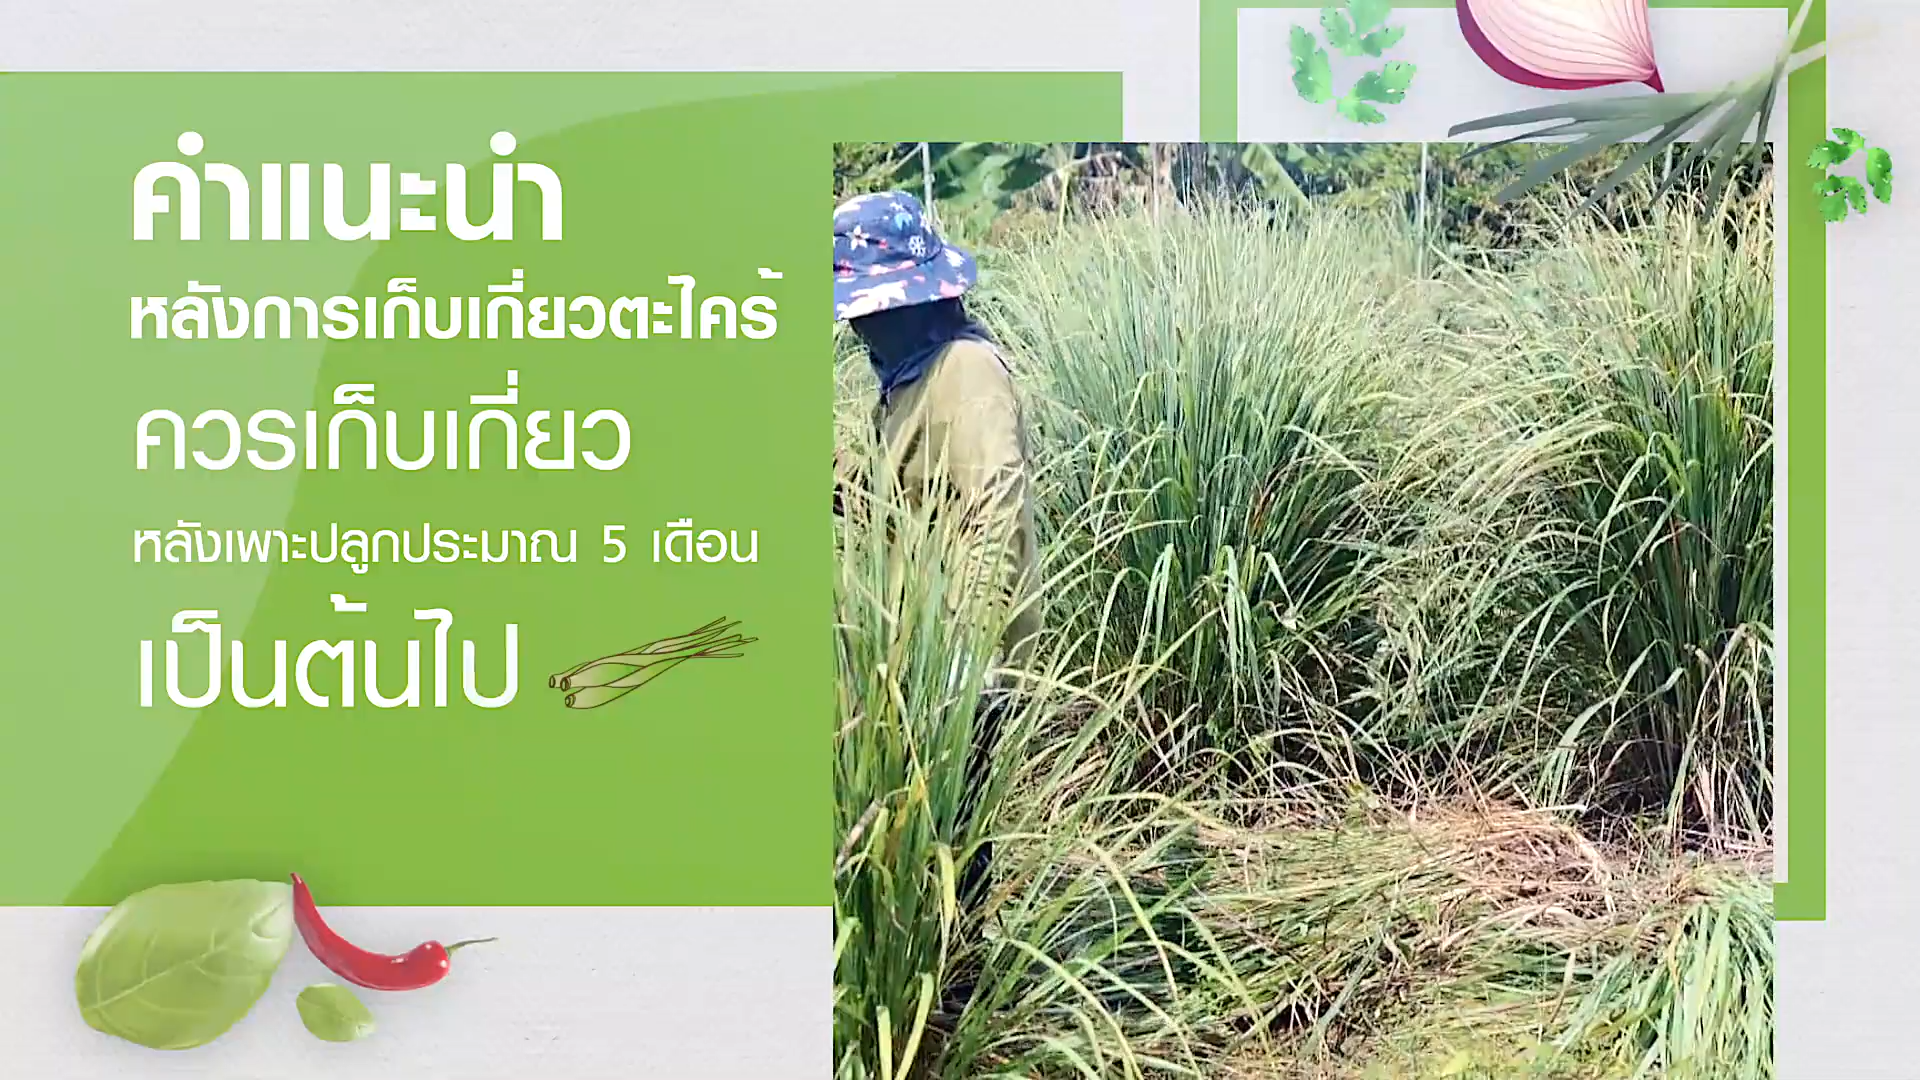 คำแนะนำ
หลังการเก็บเกี่ยวตะไคร้
ควรเก็บเกี่ยว
หลังเพาะปลูกประมาณ 5 เดือน
เป็นต้นไป